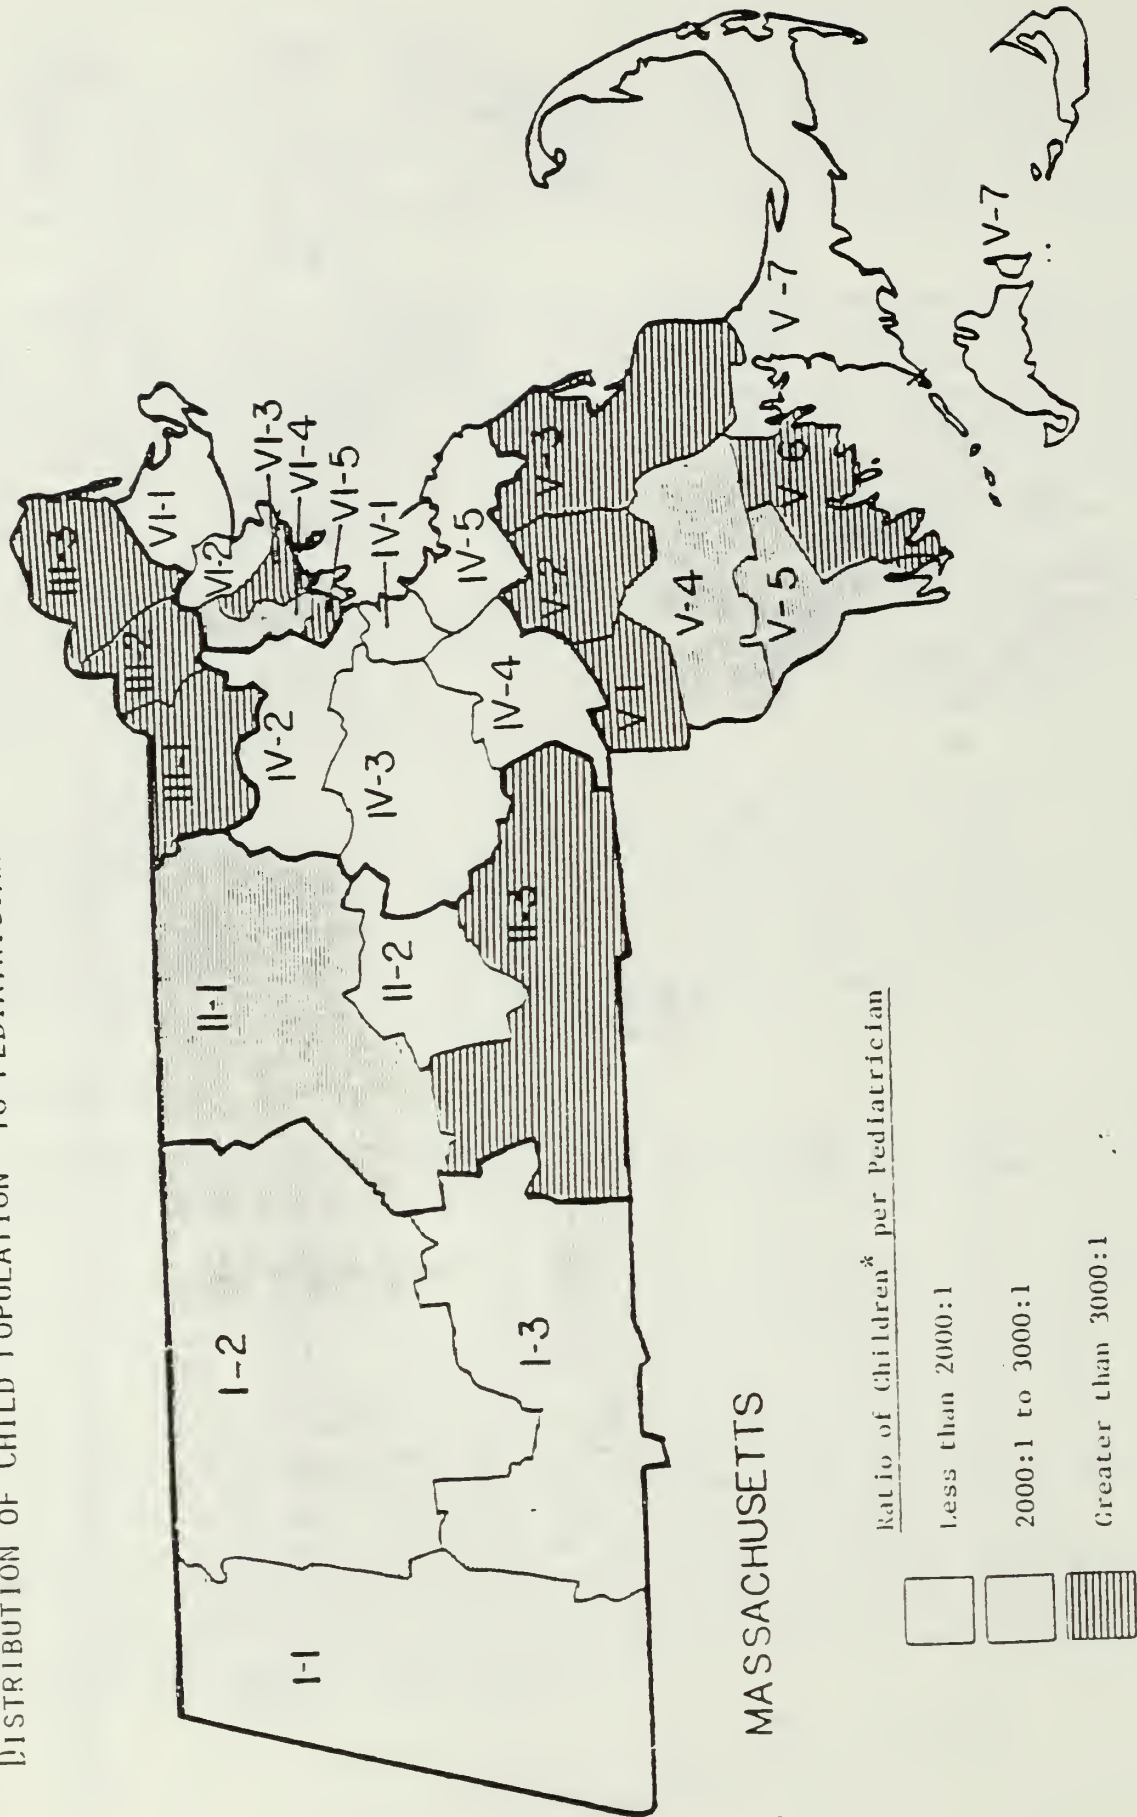 DISTRIBUTION OF CHILD POPULATION TO
MASSACHUSETTS
I-1
I-2
I-3
II-1
II-2
II-3
III-1
III-2
III-3
IV-1
IV-2
IV-3
IV-4
IV-5
V-1
V-2
V-3
V-4
V-5
V-6
V-7
V-7
VI-1
VI-2
VI-3
VI-4
VI-5
Ratio of Children* per Pediatrician
Less than 2000:1
2000:1 to 3000:1
Greater than 3000:1